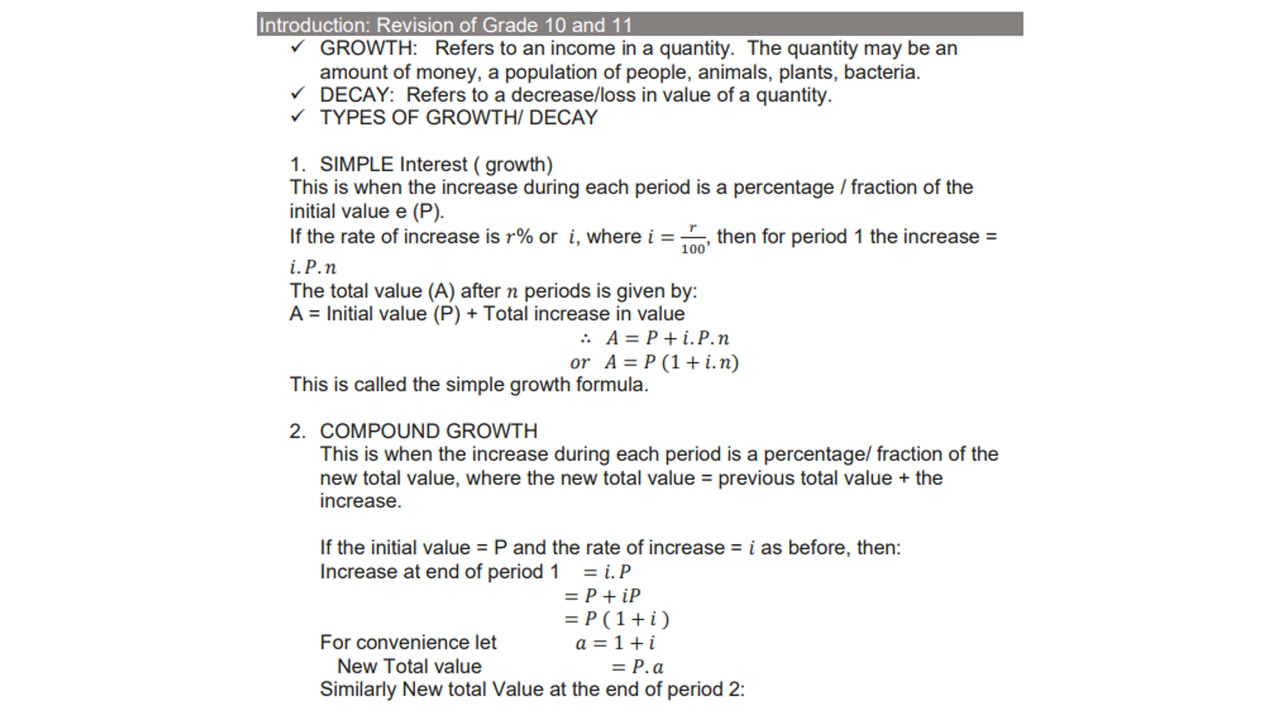 Introduction: Revision of Grade 10 and 11
✓ GROWTH: Refers to an income in a quantity. The quantity may be an
amount of money, a population of people, animals, plants, bacteria.
✓ DECAY: Refers to a decrease/loss in value of a quantity.
✓ TYPES OF GROWTH/ DECAY
1. SIMPLE Interest ( growth)
This is when the increase during each period is a percentage / fraction of the
initial value e (P).
If the rate of increase is r% or i, where i = r/100, then for period 1 the increase =
i.P.n
The total value (A) after n periods is given by:
A = Initial value (P) + Total increase in value
∴ A = P + i.P.n
or A = P (1 + i.n)
This is called the simple growth formula.
2. COMPOUND GROWTH
This is when the increase during each period is a percentage/ fraction of the
new total value, where the new total value = previous total value + the
increase.
If the initial value = P and the rate of increase = i as before, then:
Increase at end of period 1 = i.P
= P + iP
= P ( 1 + i )
For convenience let a = 1 + i
New Total value = P.a
Similarly New total Value at the end of period 2: